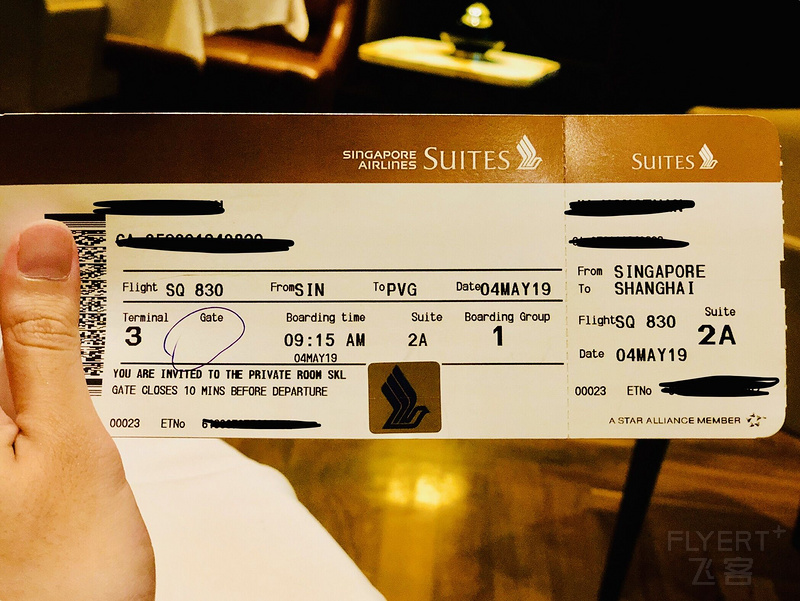 SINGAPORE AIRLINES SUITES
Flight SQ 830 From SIN To PVG Date 04MAY19
Terminal Gate Boarding time Suite Boarding Group
3 09:15 AM 2A 1
04MAY19
YOU ARE INVITED TO THE PRIVATE ROOM SKL
GATE CLOSES 10 MINS BEFORE DEPARTURE
00023 ETNo
SUITES
From SINGAPORE
To SHANGHAI
Flight SQ 830 Suite 2A
Date 04MAY19
00023 ETNo
A STAR ALLIANCE MEMBER
FLYERT+
飞客